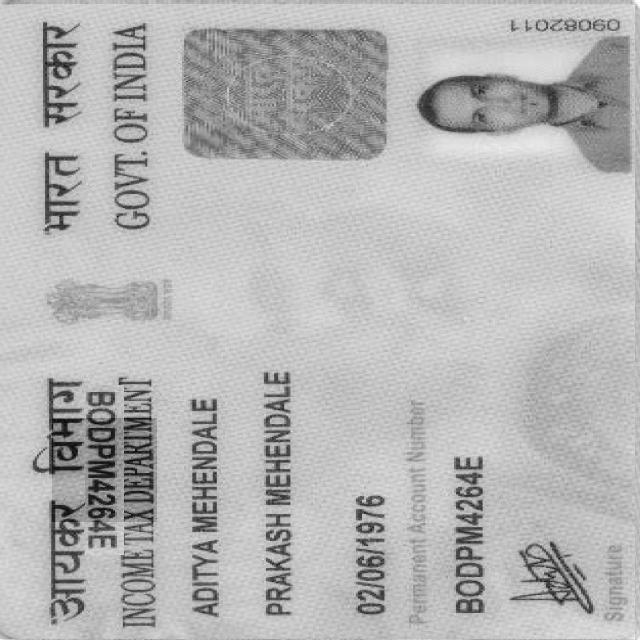 आयकर विभाग
भारत सरकार
BODPM4264E
INCOME TAX DEPARTMENT
GOVT. OF INDIA
ADITYA MEHENDALE
PRAKASH MEHENDALE
02/06/1976
Permanent Account Number
BODPM4264E
Signature
09082011